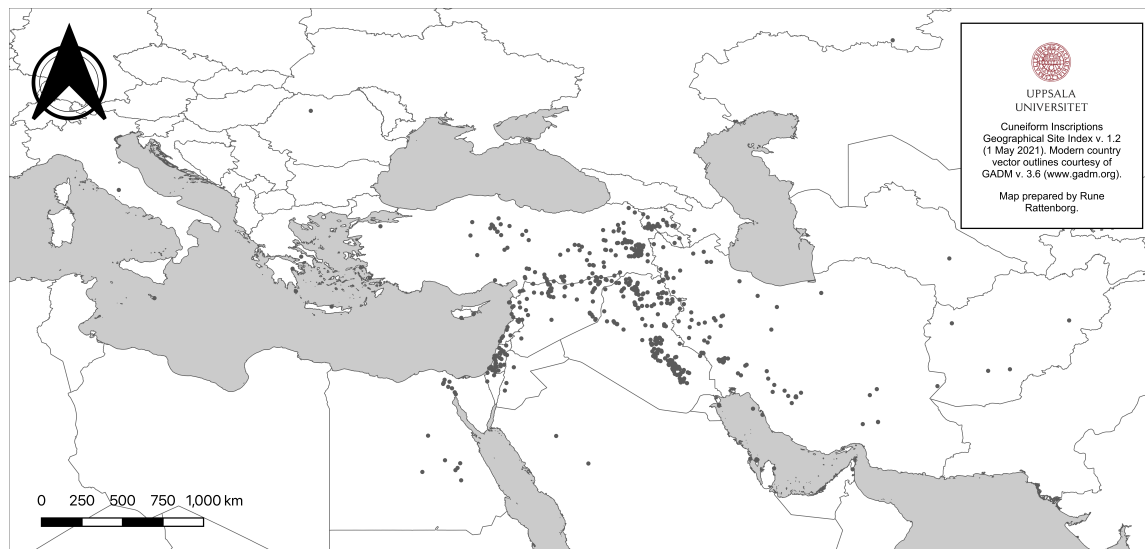 UPPSALA
UNIVERSITET
Cuneiform Inscriptions
Geographical Site Index v. 1.2
(1 May 2021). Modern country
vector outlines courtesy of
GADM v. 3.6 (www.gadm.org).
Map prepared by Rune
Rattenborg.
0 250 500 750 1,000 km